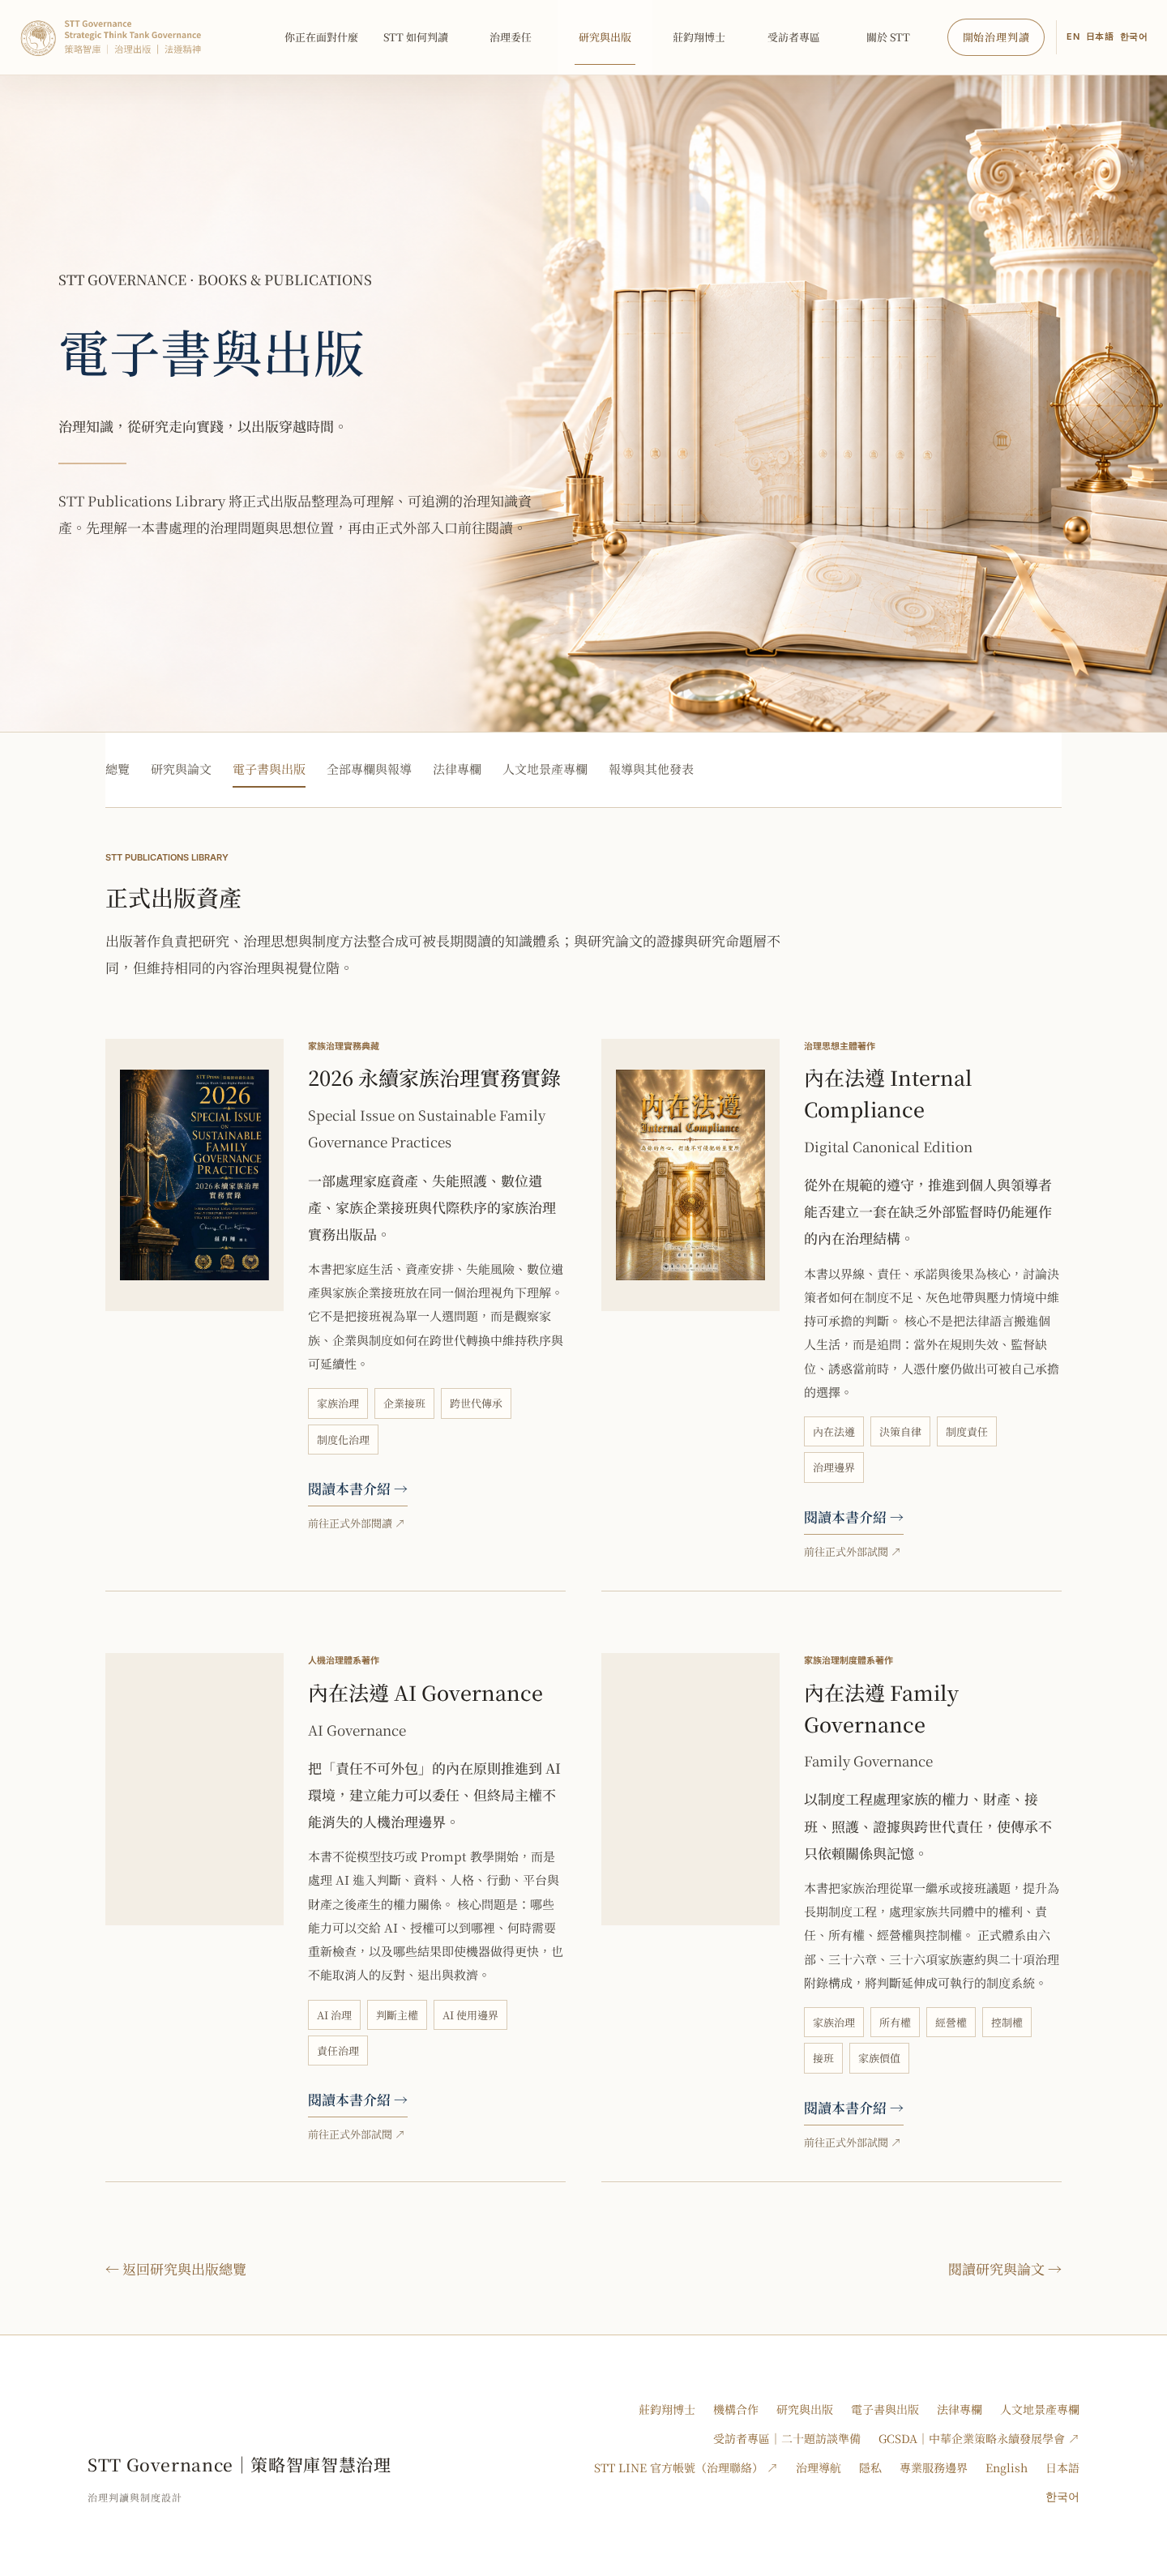 STT Governance
Strategic Think Tank Governance
策略智庫 ｜ 治理出版 ｜ 法遵精神
你正在面對什麼
STT 如何判讀
治理委任
研究與出版
莊鈞翔博士
受訪者專區
關於 STT
開始治理判讀
EN 日本語 한국어
STT GOVERNANCE · BOOKS & PUBLICATIONS
電子書與出版
治理知識，從研究走向實踐，以出版穿越時間。
STT Publications Library 將正式出版品整理為可理解、可追溯的治理知識資
產。先理解一本書處理的治理問題與思想位置，再由正式外部入口前往閱讀。
總覽 研究與論文 電子書與出版 全部專欄與報導 法律專欄 人文地景產專欄 報導與其他發表
STT PUBLICATIONS LIBRARY
正式出版資產
出版著作負責把研究、治理思想與制度方法整合成可被長期閱讀的知識體系；與研究論文的證據與研究命題層不
同，但維持相同的內容治理與視覺位階。
2026
SPECIAL ISSUE
ON
SUSTAINABLE
FAMILY
GOVERNANCE
PRACTICES
2026永續家族治理
實務實錄
家族治理實務典藏
2026 永續家族治理實務實錄
Special Issue on Sustainable Family
Governance Practices
一部處理家庭資產、失能照護、數位遺
產、家族企業接班與代際秩序的家族治理
實務出版品。
本書把家庭生活、資產安排、失能風險、數位遺
產與家族企業接班放在同一個治理視角下理解。
它不是把接班視為單一人選問題，而是觀察家
族、企業與制度如何在跨世代轉換中維持秩序與
可延續性。
家族治理 企業接班 跨世代傳承
制度化治理
閱讀本書介紹 →
前往正式外部閱讀 ↗
內在法遵
Internal Compliance
治理思想主體著作
內在法遵 Internal
Compliance
Digital Canonical Edition
從外在規範的遵守，推進到個人與領導者
能否建立一套在缺乏外部監督時仍能運作
的內在治理結構。
本書以界線、責任、承諾與後果為核心，討論決
策者如何在制度不足、灰色地帶與壓力情境中維
持可承擔的判斷。 核心不是把法律語言搬進個
人生活，而是追問：當外在規則失效、監督缺
位、誘惑當前時，人憑什麼仍做出可被自己承擔
的選擇。
內在法遵 決策自律 制度責任
治理邊界
閱讀本書介紹 →
前往正式外部試閱 ↗
人機治理體系著作
內在法遵 AI Governance
AI Governance
把「責任不可外包」的內在原則推進到 AI
環境，建立能力可以委任、但終局主權不
能消失的人機治理邊界。
本書不從模型技巧或 Prompt 教學開始，而是
處理 AI 進入判斷、資料、人格、行動、平台與
財產之後產生的權力關係。 核心問題是：哪些
能力可以交給 AI、授權可以到哪裡、何時需要
重新檢查，以及哪些結果即使機器做得更快，也
不能取消人的反對、退出與救濟。
AI 治理 判斷主權 AI 使用邊界
責任治理
閱讀本書介紹 →
前往正式外部試閱 ↗
家族治理制度體系著作
內在法遵 Family
Governance
Family Governance
以制度工程處理家族的權力、財產、接
班、照護、證據與跨世代責任，使傳承不
只依賴關係與記憶。
本書把家族治理從單一繼承或接班議題，提升為
長期制度工程，處理家族共同體中的權利、責
任、所有權、經營權與控制權。 正式體系由六
部、三十六章、三十六項家族憲約與二十項治理
附錄構成，將判斷延伸成可執行的制度系統。
家族治理 所有權 經營權 控制權
接班 家族價值
閱讀本書介紹 →
前往正式外部試閱 ↗
← 返回研究與出版總覽
閱讀研究與論文 →
STT Governance｜策略智庫智慧治理
治理判讀與制度設計
莊鈞翔博士 機構合作 研究與出版 電子書與出版 法律專欄 人文地景產專欄
受訪者專區｜二十題訪談準備 GCSDA｜中華企業策略永續發展學會 ↗
STT LINE 官方帳號（治理聯絡） ↗ 治理導航 隱私 專業服務邊界 English 日本語
한국어